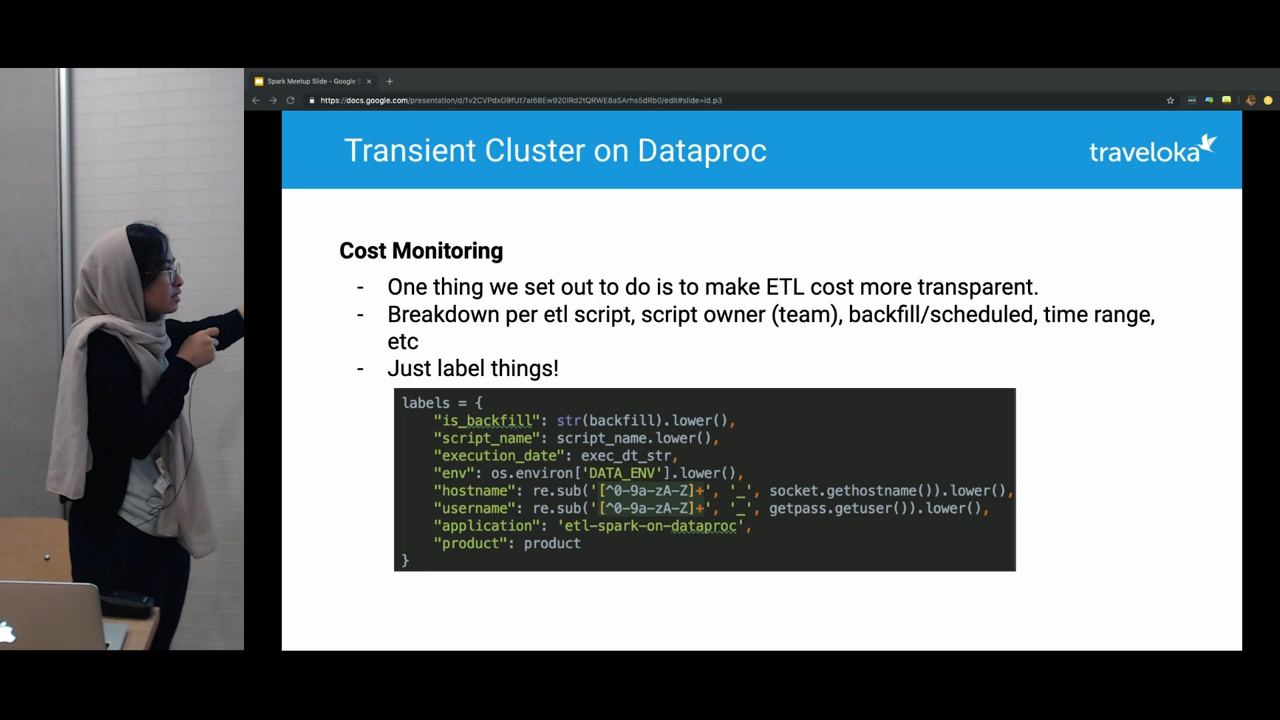 Spark Meetup Slide - Google S
https://docs.google.com/presentation/d/1v2CVPdxG9fUt7aI68Ew920IRd2tQRWE8aSArhs5dRb0/edit#slide=id.p3
Transient Cluster on Dataproc
traveloka
Cost Monitoring
- One thing we set out to do is to make ETL cost more transparent.
- Breakdown per etl script, script owner (team), backfill/scheduled, time range,
etc
- Just label things!
labels = {
"is_backfill": str(backfill).lower(),
"script_name": script_name.lower(),
"execution_date": exec_dt_str,
"env": os.environ['DATA_ENV'].lower(),
"hostname": re.sub('[^0-9a-zA-Z]+', '_', socket.gethostname()).lower(),
"username": re.sub('[^0-9a-zA-Z]+', '_', getpass.getuser()).lower(),
"application": 'etl-spark-on-dataproc',
"product": product
}